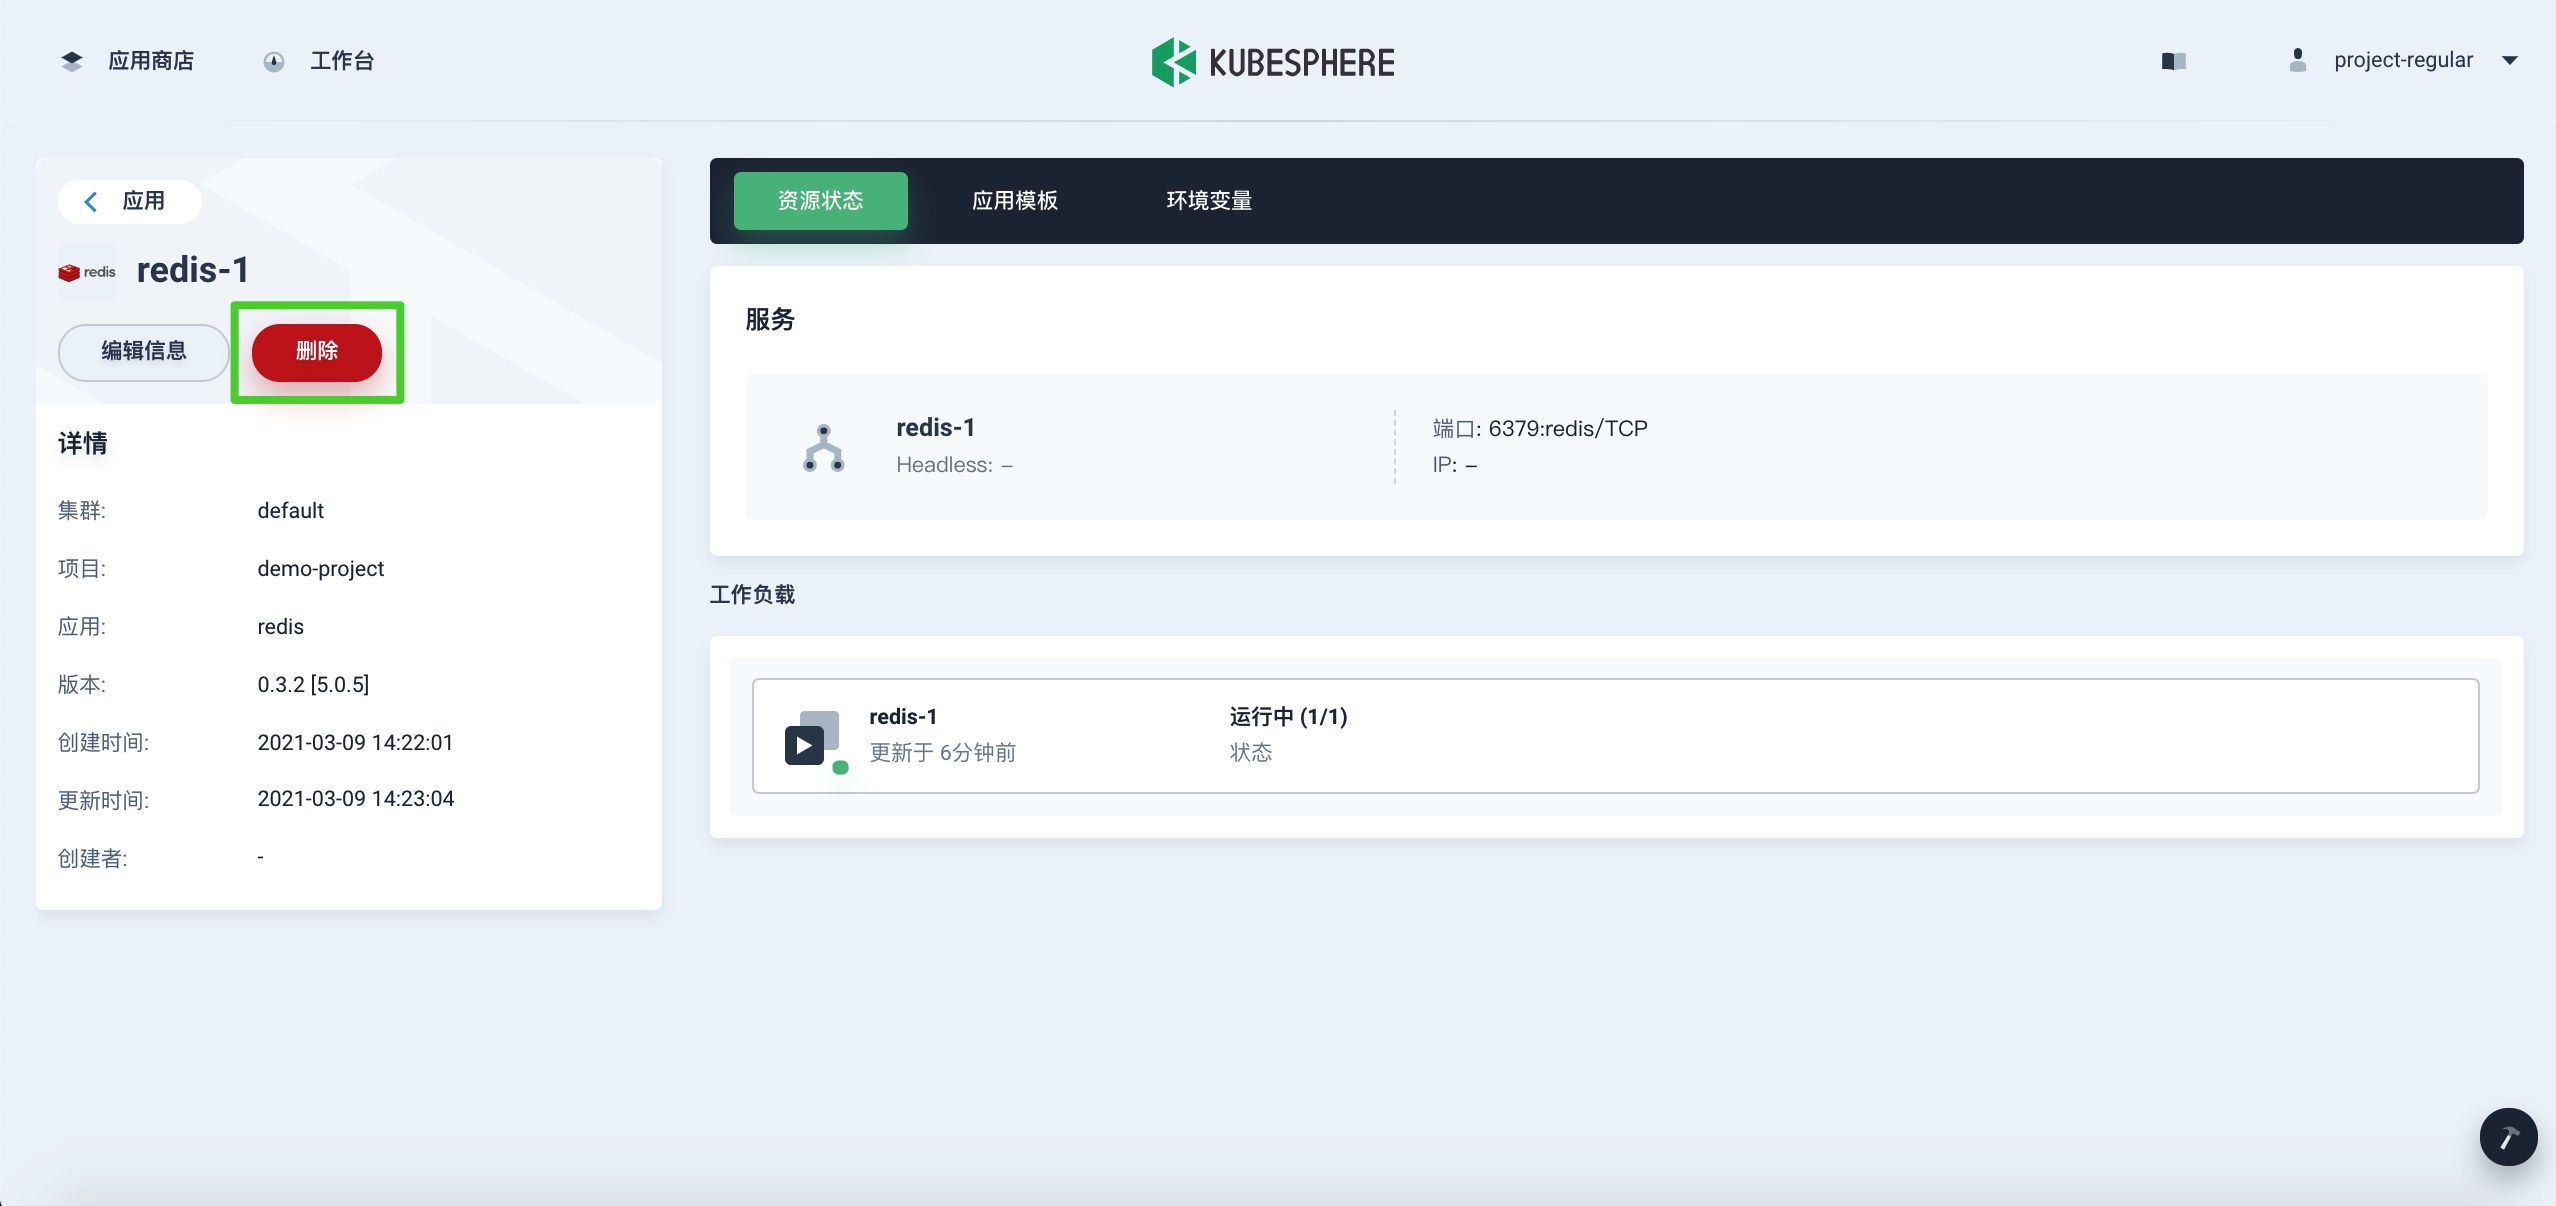 应用商店
工作台
KUBESPHERE
project-regular
应用
redis
redis-1
编辑信息
删除
详情
集群: default
项目: demo-project
应用: redis
版本: 0.3.2 [5.0.5]
创建时间: 2021-03-09 14:22:01
更新时间: 2021-03-09 14:23:04
创建者: -
资源状态
应用模板
环境变量
服务
redis-1
Headless: –
端口: 6379:redis/TCP
IP: –
工作负载
redis-1
更新于 6分钟前
运行中 (1/1)
状态